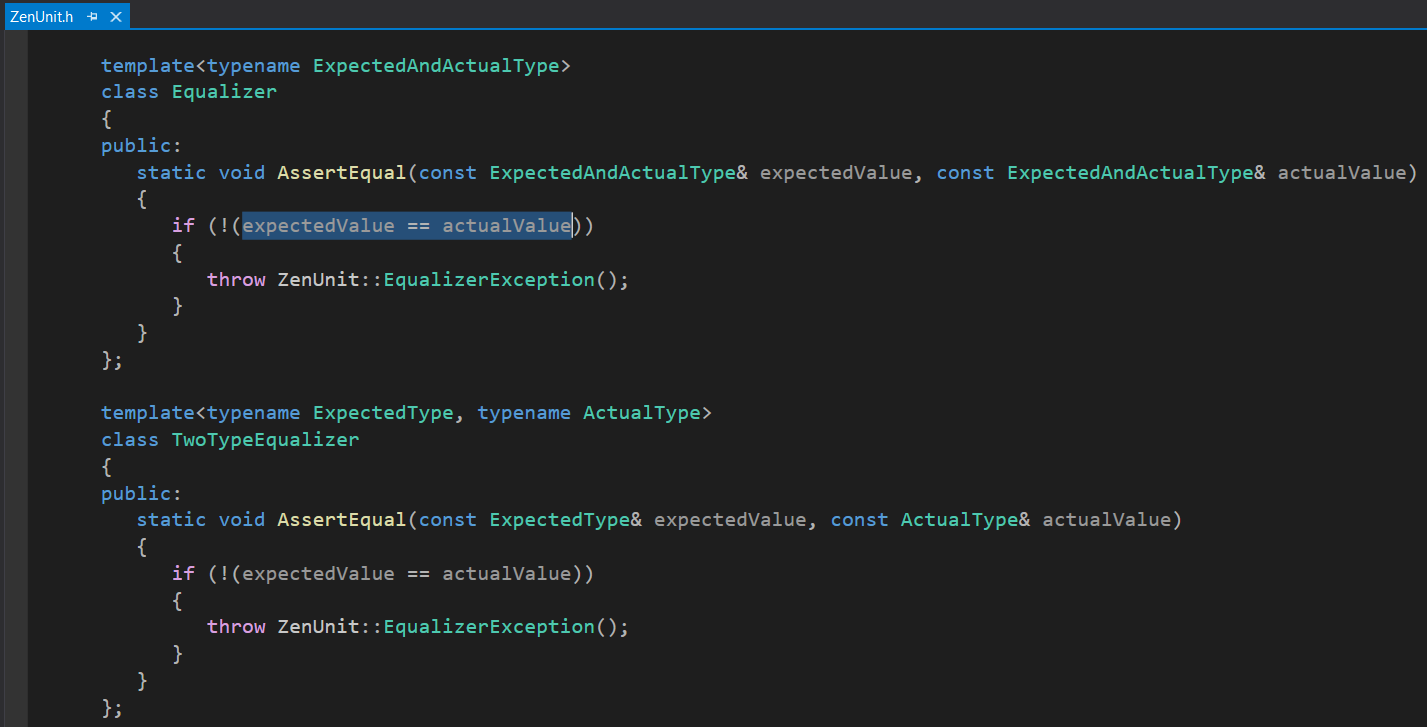 ZenUnit.h
template<typename ExpectedAndActualType>
class Equalizer
{
public:
static void AssertEqual(const ExpectedAndActualType& expectedValue, const ExpectedAndActualType& actualValue)
{
if (!(expectedValue == actualValue))
{
throw ZenUnit::EqualizerException();
}
}
};
template<typename ExpectedType, typename ActualType>
class TwoTypeEqualizer
{
public:
static void AssertEqual(const ExpectedType& expectedValue, const ActualType& actualValue)
{
if (!(expectedValue == actualValue))
{
throw ZenUnit::EqualizerException();
}
}
};